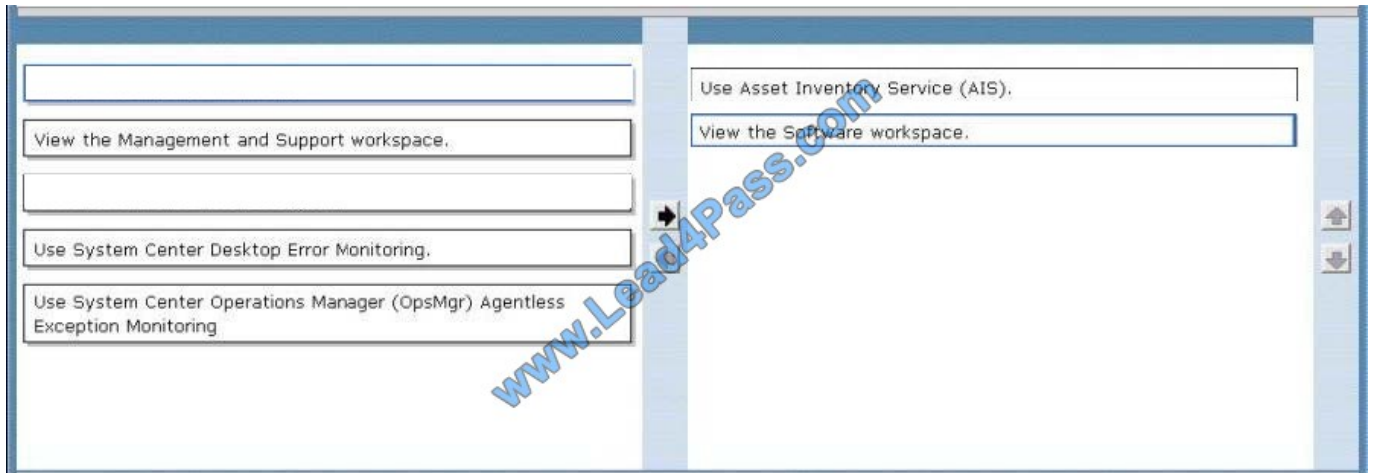 View the Management and Support workspace.
Use System Center Desktop Error Monitoring.
Use System Center Operations Manager (OpsMgr) Agentless
Exception Monitoring
Use Asset Inventory Service (AIS).
View the Software workspace.
www.Lead4Pass.com